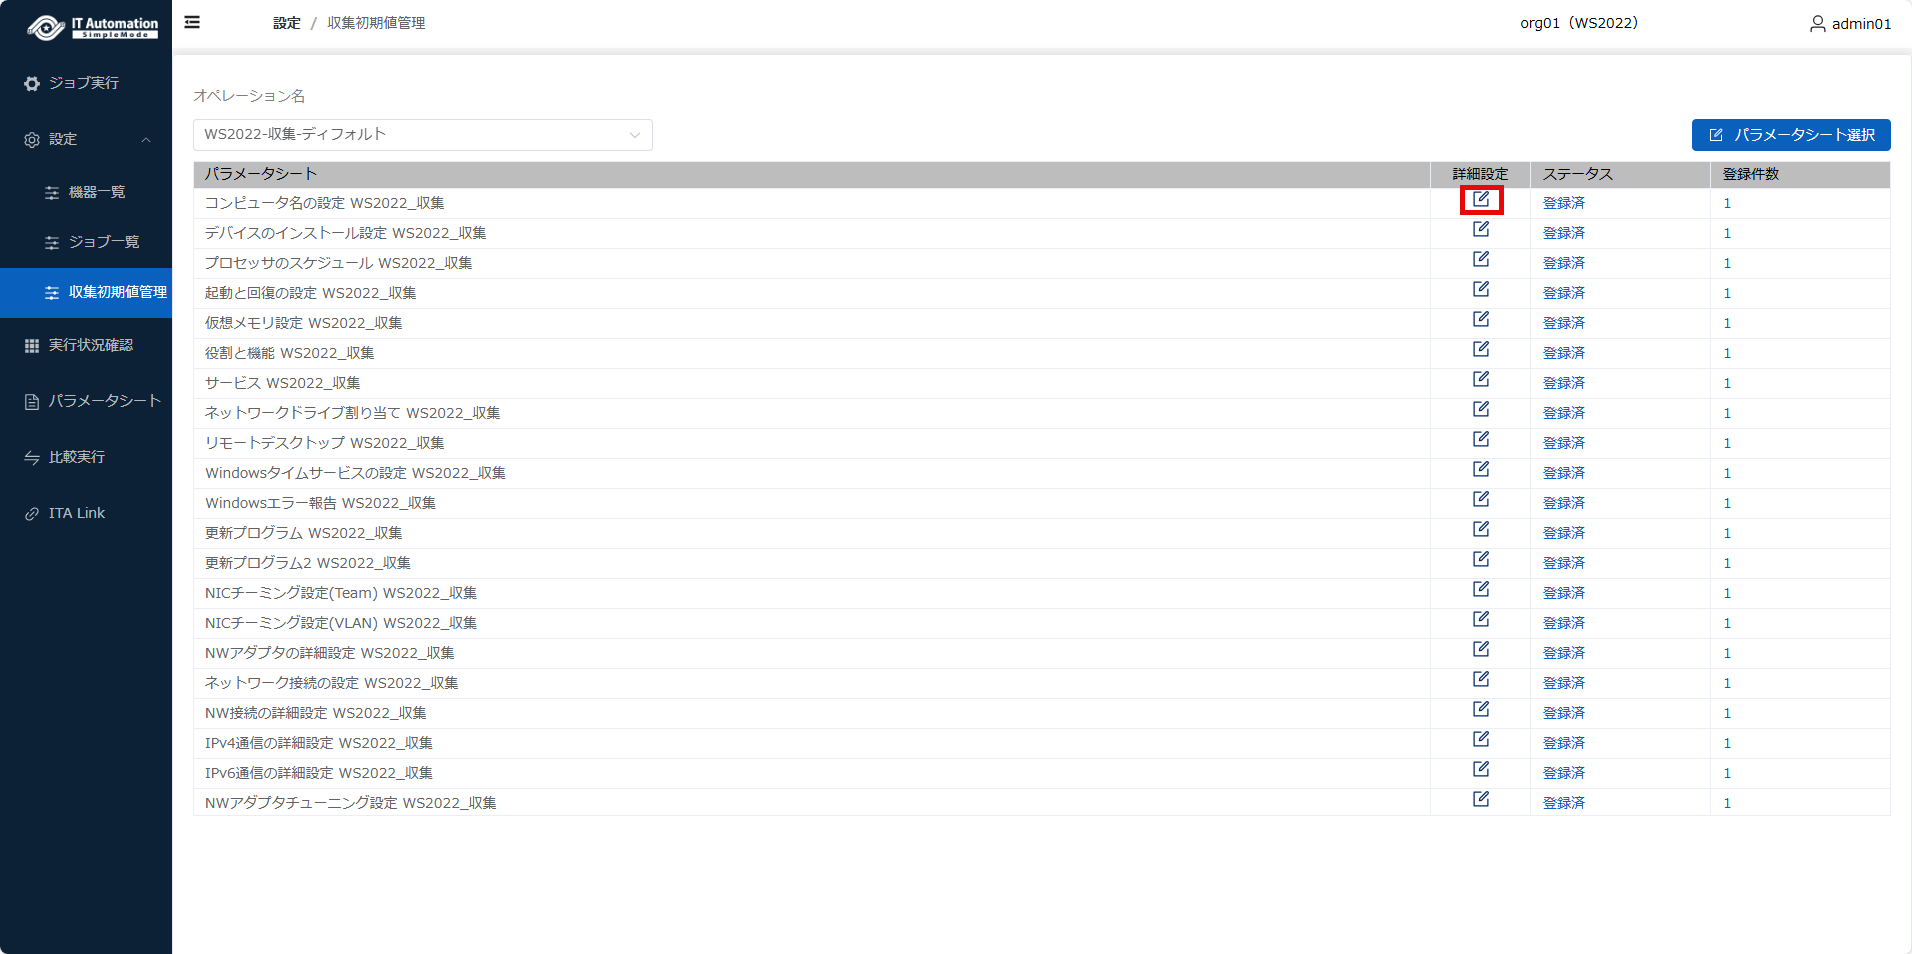 IT Automation
SimpleMode
設定 / 収集初期値管理
org01（WS2022）
admin01
ジョブ実行
設定
機器一覧
ジョブ一覧
収集初期値管理
実行状況確認
パラメータシート
比較実行
ITA Link
オペレーション名
WS2022-収集-ディフォルト
パラメータシート選択
パラメータシート 詳細設定 ステータス 登録件数
コンピュータ名の設定 WS2022_収集 登録済 1
デバイスのインストール設定 WS2022_収集 登録済 1
プロセッサのスケジュール WS2022_収集 登録済 1
起動と回復の設定 WS2022_収集 登録済 1
仮想メモリ設定 WS2022_収集 登録済 1
役割と機能 WS2022_収集 登録済 1
サービス WS2022_収集 登録済 1
ネットワークドライブ割り当て WS2022_収集 登録済 1
リモートデスクトップ WS2022_収集 登録済 1
Windowsタイムサービスの設定 WS2022_収集 登録済 1
Windowsエラー報告 WS2022_収集 登録済 1
更新プログラム WS2022_収集 登録済 1
更新プログラム2 WS2022_収集 登録済 1
NICチーミング設定(Team) WS2022_収集 登録済 1
NICチーミング設定(VLAN) WS2022_収集 登録済 1
NWアダプタの詳細設定 WS2022_収集 登録済 1
ネットワーク接続の設定 WS2022_収集 登録済 1
NW接続の詳細設定 WS2022_収集 登録済 1
IPv4通信の詳細設定 WS2022_収集 登録済 1
IPv6通信の詳細設定 WS2022_収集 登録済 1
NWアダプタチューニング設定 WS2022_収集 登録済 1